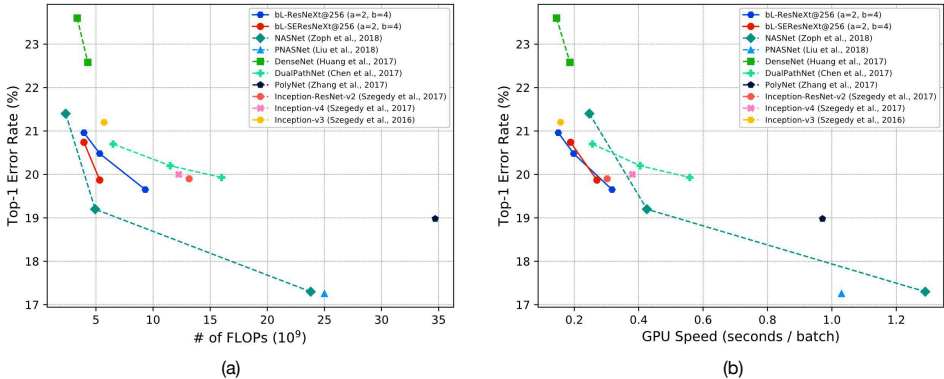 bL-ResNeXt@256 (a=2, b=4)
bL-SEResNeXt@256 (a=2, b=4)
NASNet (Zoph et al., 2018)
PNASNet (Liu et al., 2018)
DenseNet (Huang et al., 2017)
DualPathNet (Chen et al., 2017)
PolyNet (Zhang et al., 2017)
Inception-ResNet-v2 (Szegedy et al., 2017)
Inception-v4 (Szegedy et al., 2017)
Inception-v3 (Szegedy et al., 2016)
Top-1 Error Rate (%)
23
22
21
20
19
18
17
5
10
15
20
25
30
35
# of FLOPs (10⁹)
(a)
bL-ResNeXt@256 (a=2, b=4)
bL-SEResNeXt@256 (a=2, b=4)
NASNet (Zoph et al., 2018)
PNASNet (Liu et al., 2018)
DenseNet (Huang et al., 2017)
DualPathNet (Chen et al., 2017)
PolyNet (Zhang et al., 2017)
Inception-ResNet-v2 (Szegedy et al., 2017)
Inception-v4 (Szegedy et al., 2017)
Inception-v3 (Szegedy et al., 2016)
Top-1 Error Rate (%)
23
22
21
20
19
18
17
0.2
0.4
0.6
0.8
1.0
1.2
GPU Speed (seconds / batch)
(b)